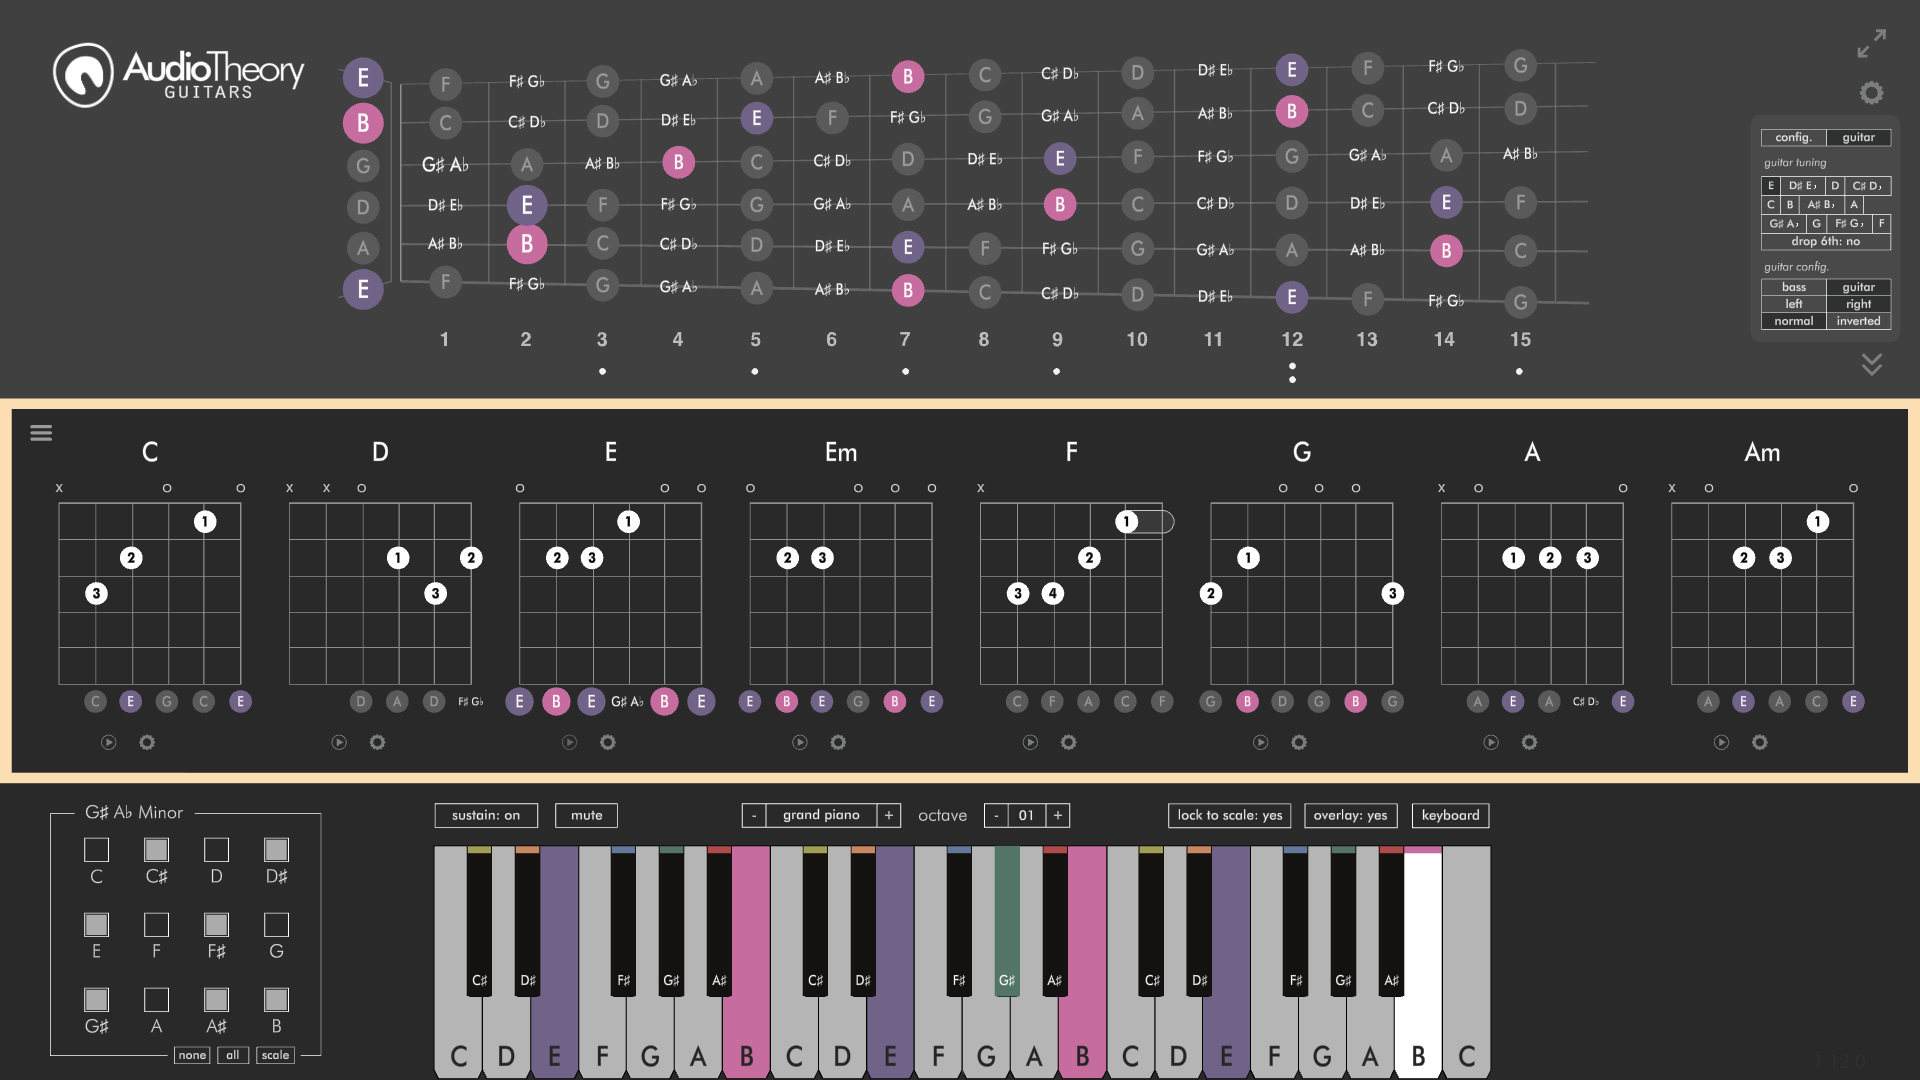 AudioTheory
GUITARS
E F F♯ G♭ G G♯ A♭ A A♯ B♭ B C C♯ D♭ D D♯ E♭ E F F♯ G♭ G
B C C♯ D♭ D D♯ E♭ E F F♯ G♭ G G♯ A♭ A A♯ B♭ B C C♯ D♭ D
G G♯ A♭ A A♯ B♭ B C C♯ D♭ D D♯ E♭ E F F♯ G♭ G G♯ A♭ A A♯ B♭
D D♯ E♭ E F F♯ G♭ G G♯ A♭ A A♯ B♭ B C C♯ D♭ D D♯ E♭ E F
A A♯ B♭ B C C♯ D♭ D D♯ E♭ E F F♯ G♭ G G♯ A♭ A A♯ B♭ B C
E F F♯ G♭ G G♯ A♭ A A♯ B♭ B C C♯ D♭ D D♯ E♭ E F F♯ G♭ G
1 2 3 4 5 6 7 8 9 10 11 12 13 14 15
config. guitar
guitar tuning
E D♯ E♭ D C♯ D♭
C B A♯ B♭ A
G♯ A♭ G F♯ G♭ F
drop 6th: no
guitar config.
bass guitar
left right
normal inverted
C D E Em F G A Am
x o o x x o o o o o o o o x o o o x o o x o o
1 1 1 1
2 1 2 2 3 2 3 2 1 1 2 3 2 3
3 3 3 4 2 3
C E G C E D A D F♯ G♭ E B E G♯ A♭ B E E B E G B E C F A C F G B D G B G A E A C♯ D♭ E A E A C E
G♯ A♭ Minor
C C♯ D D♯
E F F♯ G
G♯ A A♯ B
none all scale
sustain: on mute - grand piano + octave - 01 + lock to scale: yes overlay: yes keyboard
C♯ D♯ F♯ G♯ A♯ C♯ D♯ F♯ G♯ A♯ C♯ D♯ F♯ G♯ A♯
C D E F G A B C D E F G A B C D E F G A B C
1.12.0